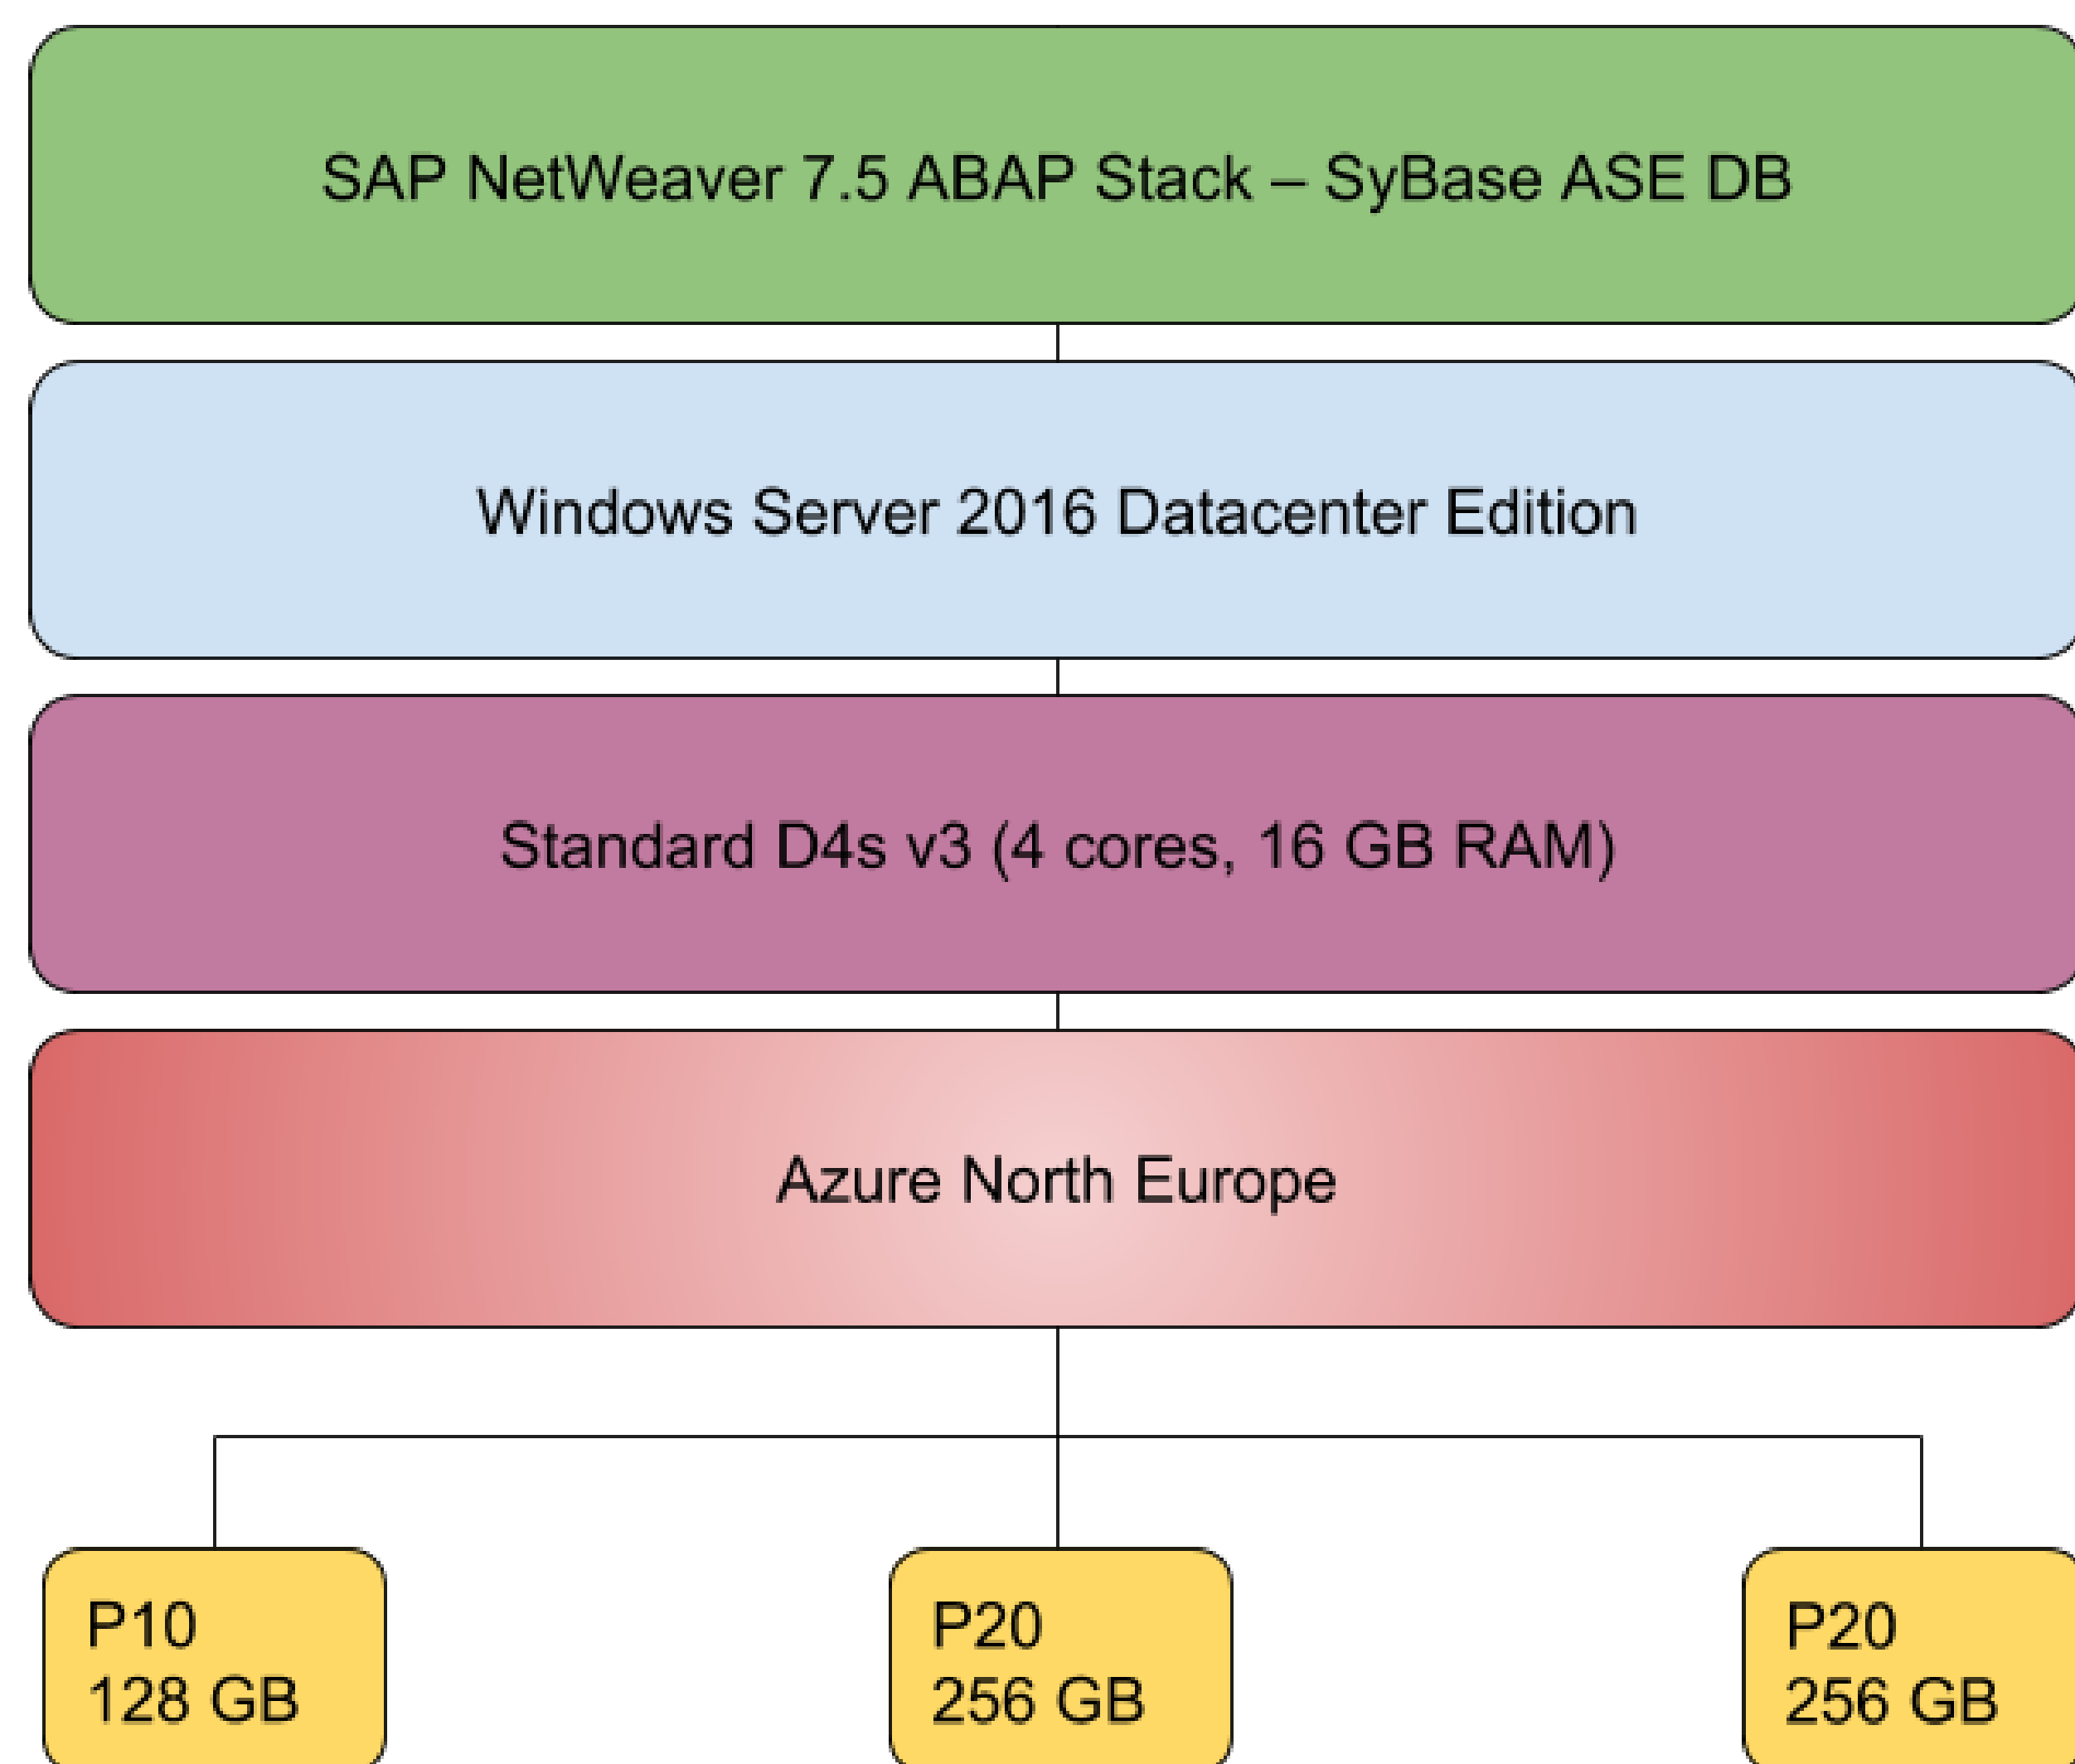 SAP NetWeaver 7.5 ABAP Stack – SyBase ASE DB
Windows Server 2016 Datacenter Edition
Standard D4s v3 (4 cores, 16 GB RAM)
Azure North Europe
P10
128 GB
P20
256 GB
P20
256 GB